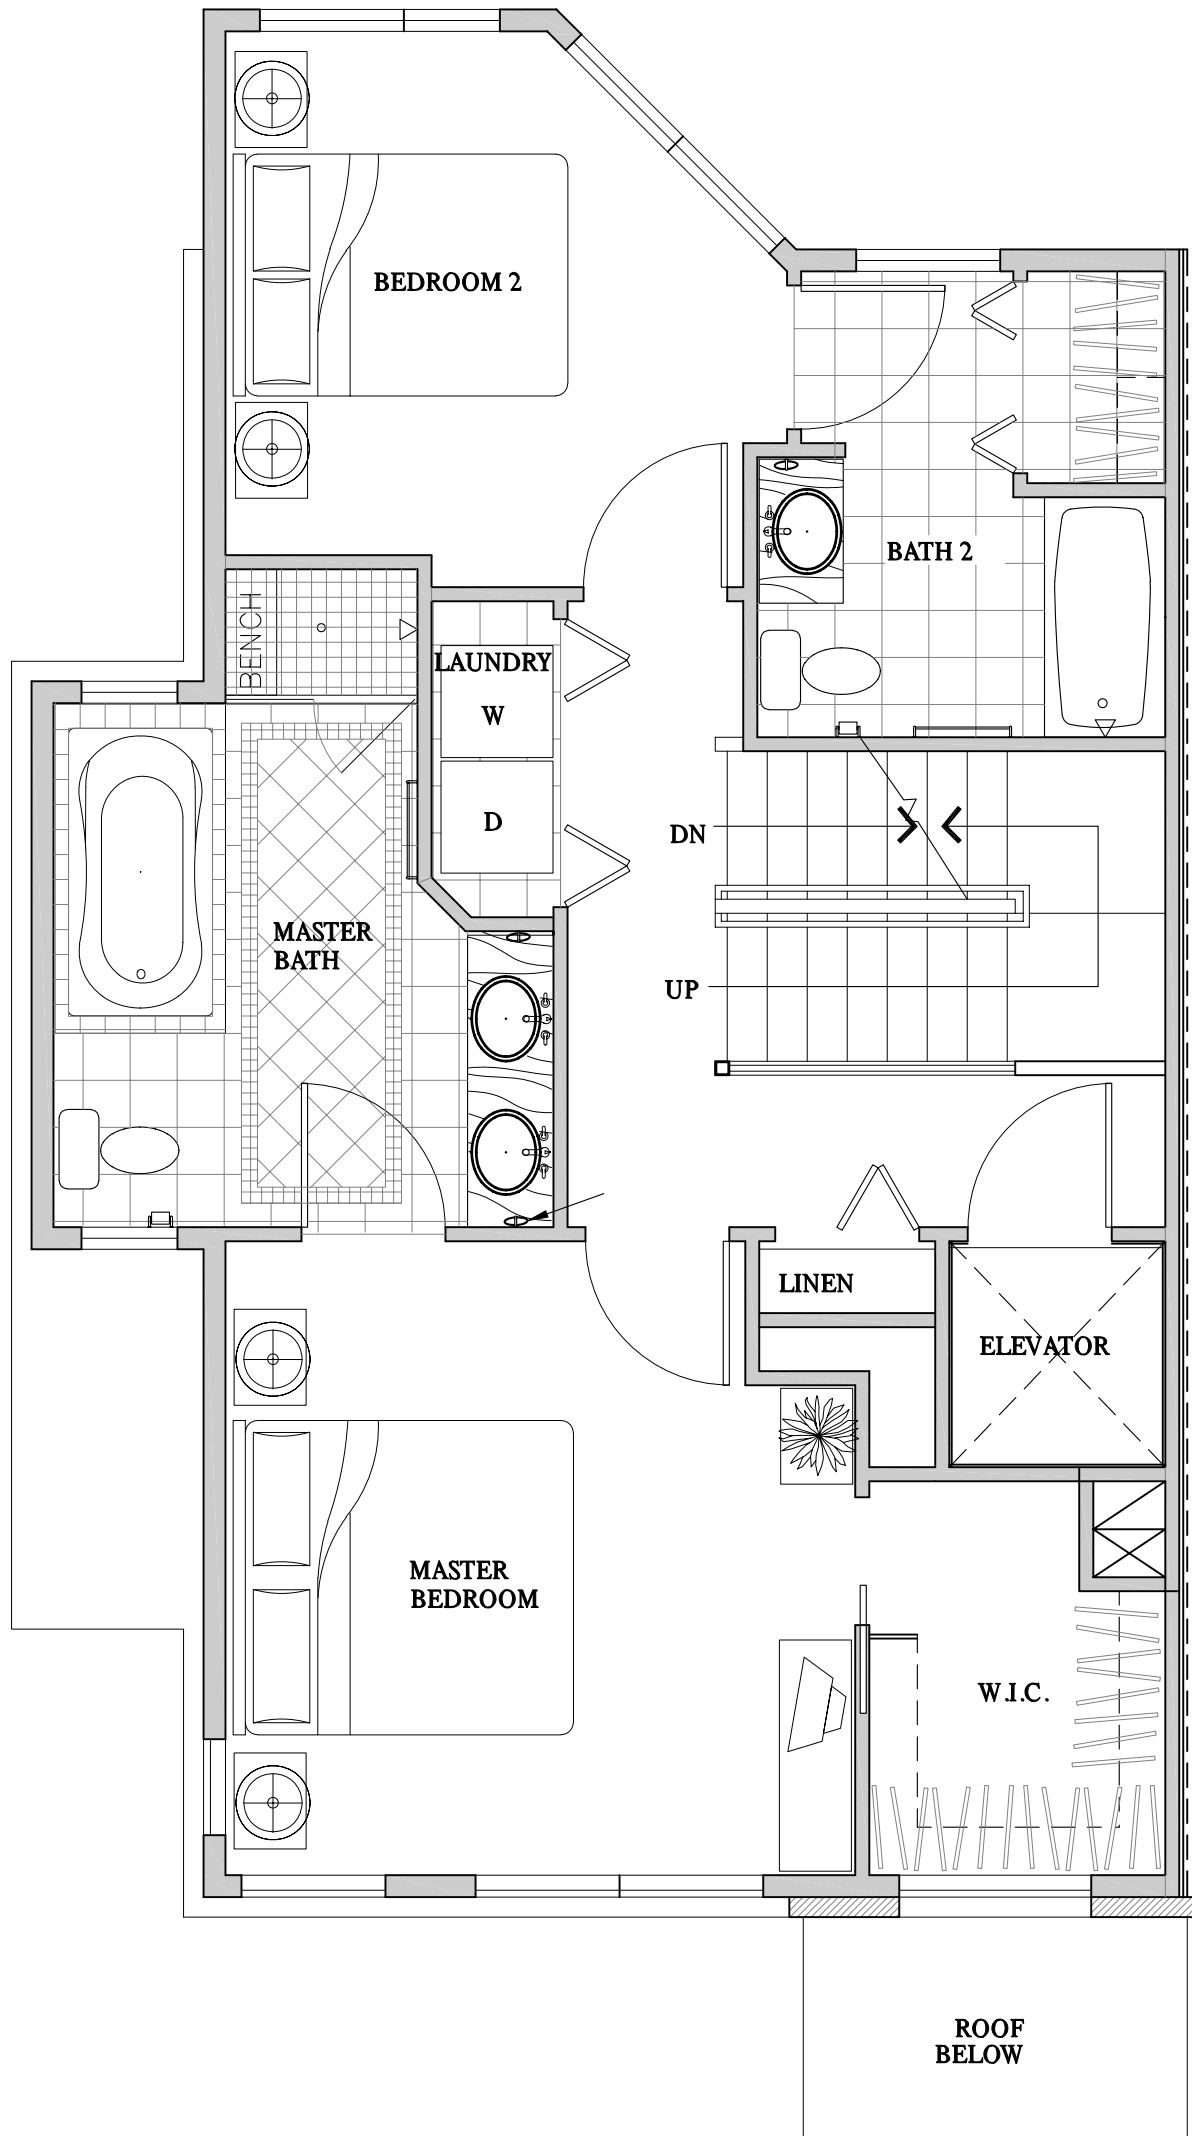 BEDROOM 2
BATH 2
BENCH
LAUNDRY
W
D
DN
MASTER
BATH
UP
LINEN
ELEVATOR
MASTER
BEDROOM
W.I.C.
ROOF
BELOW